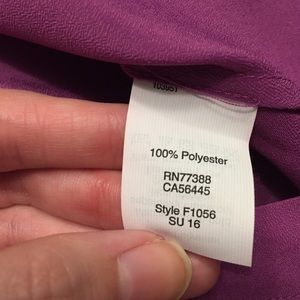 100% Polyester
RN77388
CA56445
Style F1056
SU 16